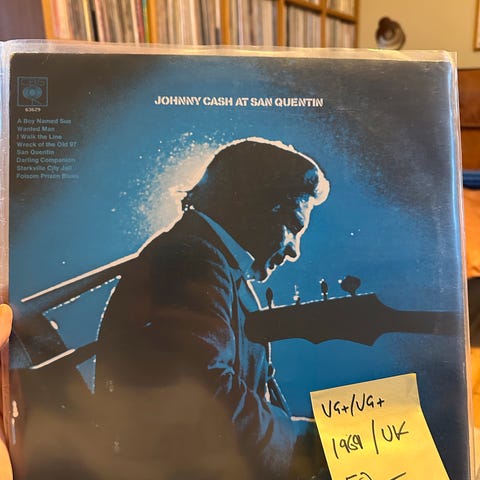 CBS
63629
JOHNNY CASH AT SAN QUENTIN
A Boy Named Sue
Wanted Man
I Walk the Line
Wreck of the Old 97
San Quentin
Darling Companion
Starkville City Jail
Folsom Prison Blues
VG+/VG+
1969/UK